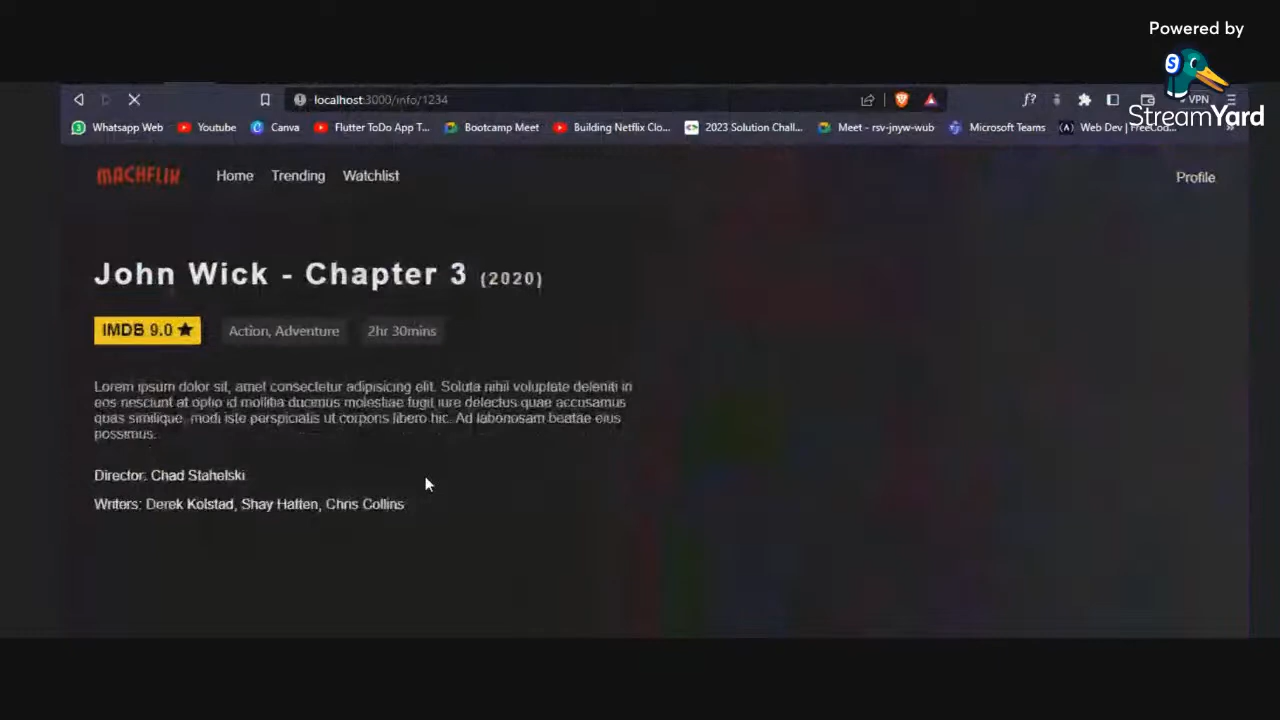 Powered by
StreamYard
localhost:3000/info/1234
VPN
Whatsapp Web
Youtube
Canva
Flutter ToDo App T...
Bootcamp Meet
Building Netflix Clo...
2023 Solution Chall...
Meet - rsv-jnyw-wub
Microsoft Teams
Web Dev | FreeCod...
MACHFLIX
Home
Trending
Watchlist
Profile
John Wick - Chapter 3 (2020)
IMDB 9.0 ★
Action, Adventure
2hr 30mins
Lorem ipsum dolor sit, amet consectetur adipisicing elit. Soluta nihil voluptate deleniti in
eos nesciunt at optio id mollitia ducimus molestiae fugit iure delectus quae accusamus
quas similique, modi iste perspiciatis ut corporis libero hic. Ad laboriosam beatae eius
possimus.
Director: Chad Stahelski
Writers: Derek Kolstad, Shay Hatten, Chris Collins